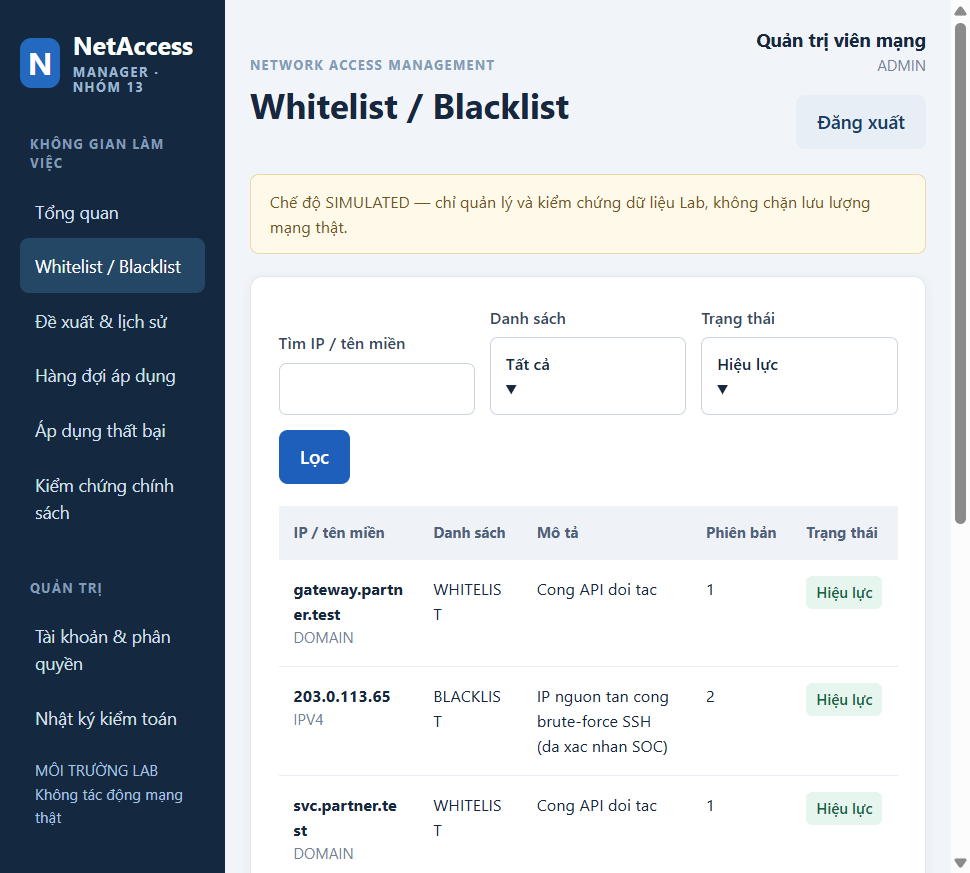 N
NetAccess
MANAGER ·
NHÓM 13
KHÔNG GIAN LÀM
VIỆC
Tổng quan
Whitelist / Blacklist
Đề xuất & lịch sử
Hàng đợi áp dụng
Áp dụng thất bại
Kiểm chứng chính
sách
QUẢN TRỊ
Tài khoản & phân
quyền
Nhật ký kiểm toán
MÔI TRƯỜNG LAB
Không tác động mạng
thật
NETWORK ACCESS MANAGEMENT
Whitelist / Blacklist
Quản trị viên mạng
ADMIN
Đăng xuất
Chế độ SIMULATED — chỉ quản lý và kiểm chứng dữ liệu Lab, không chặn lưu lượng
mạng thật.
Tìm IP / tên miền
Danh sách
Tất cả
▼
Trạng thái
Hiệu lực
▼
Lọc
IP / tên miền Danh sách Mô tả Phiên bản Trạng thái
gateway.partn WHITELIS Cong API doi tac 1 Hiệu lực
er.test T
DOMAIN
203.0.113.65 BLACKLIS IP nguon tan cong 2 Hiệu lực
IPV4 T brute-force SSH
(da xac nhan SOC)
svc.partner.te WHITELIS Cong API doi tac 1 Hiệu lực
st T
DOMAIN